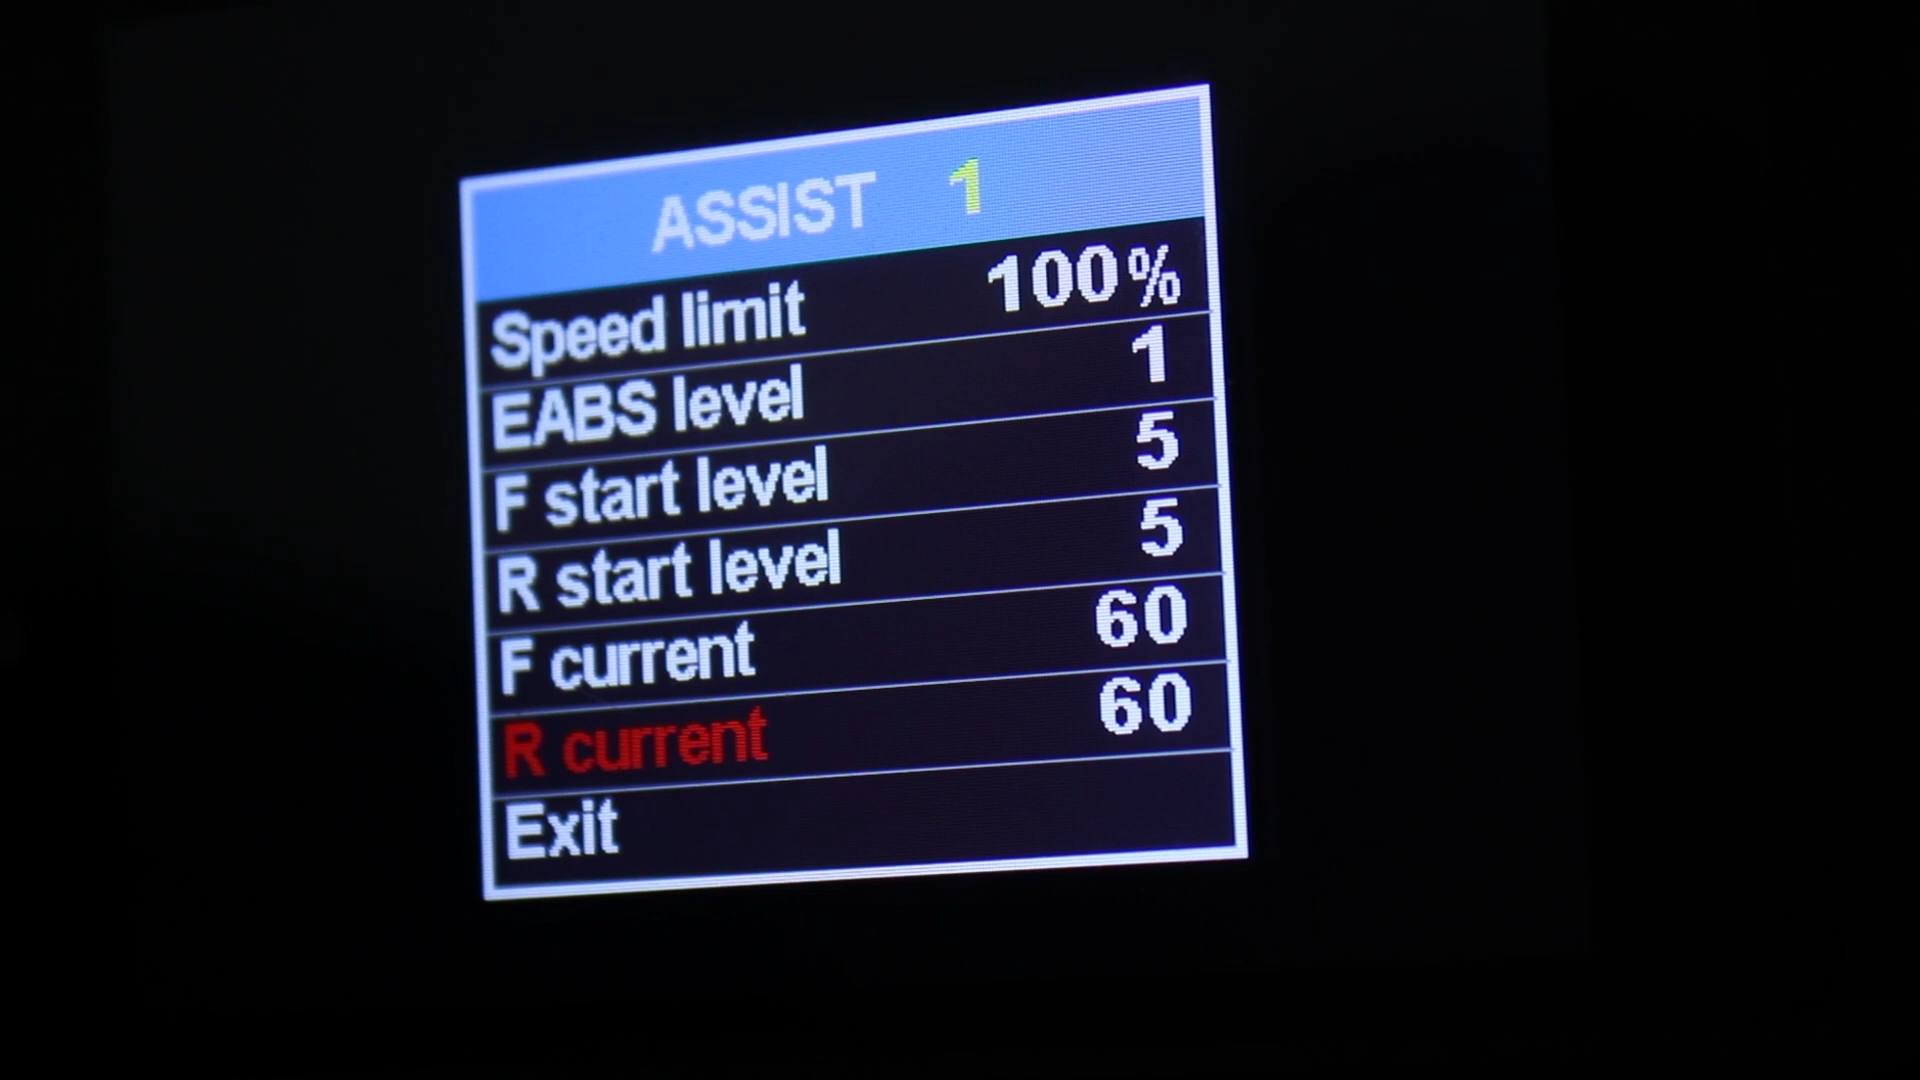 ASSIST 1
Speed limit 100%
EABS level 1
F start level 5
R start level 5
F current 60
R current 60
Exit